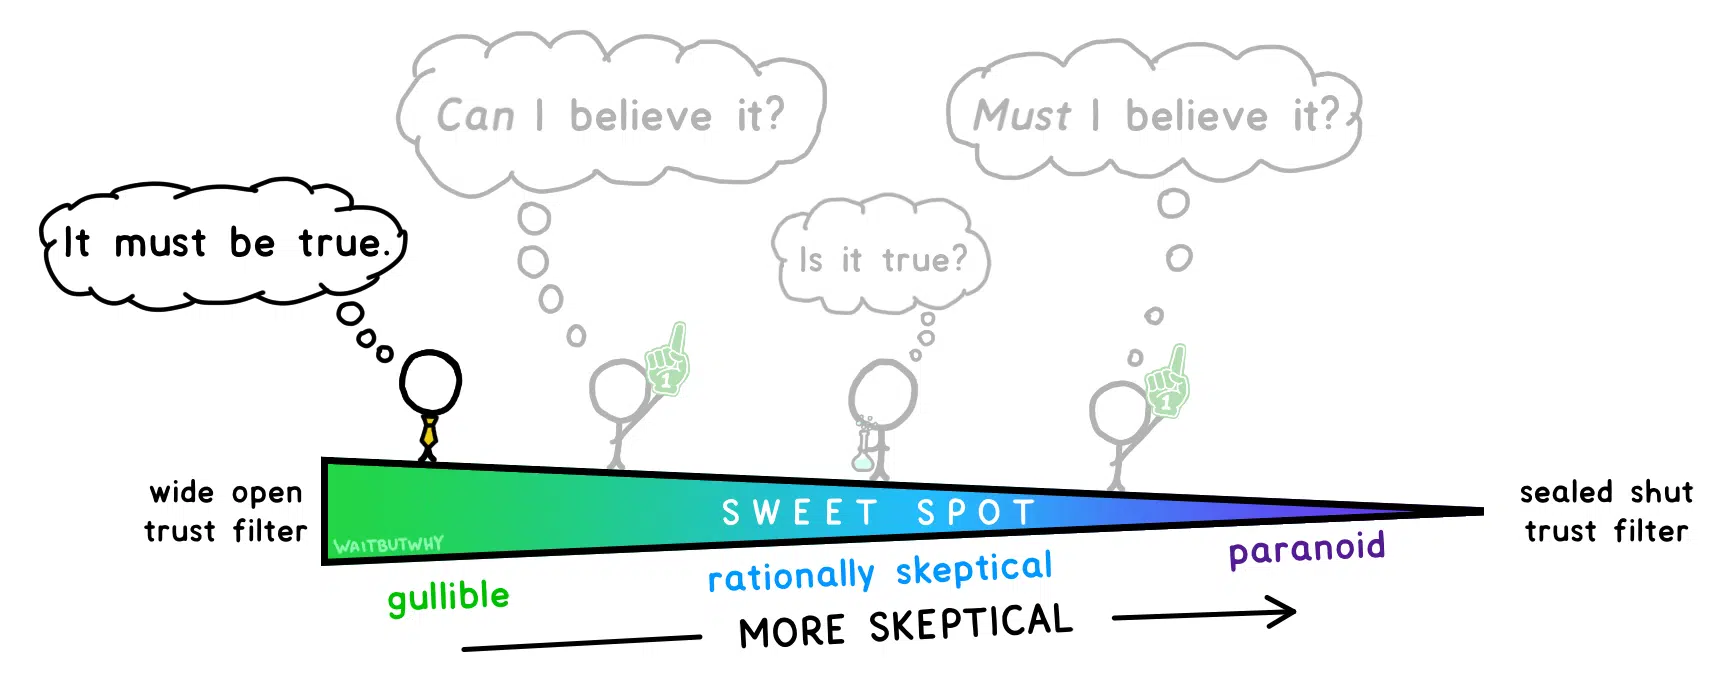 Can I believe it?
Must I believe it?
It must be true.
Is it true?
1
1
wide open
trust filter
SWEET SPOT
sealed shut
trust filter
WAITBUTWHY
gullible
rationally skeptical
paranoid
MORE SKEPTICAL